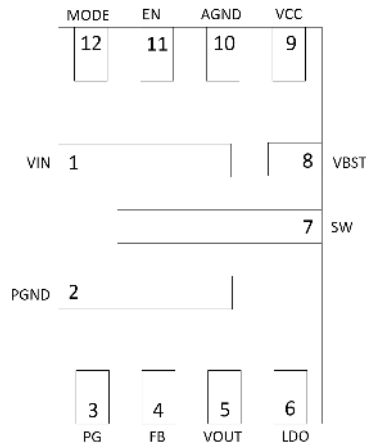 MODE EN AGND VCC
12 11 10 9
VIN 1 8 VBST
7 SW
PGND 2
3 4 5 6
PG FB VOUT LDO